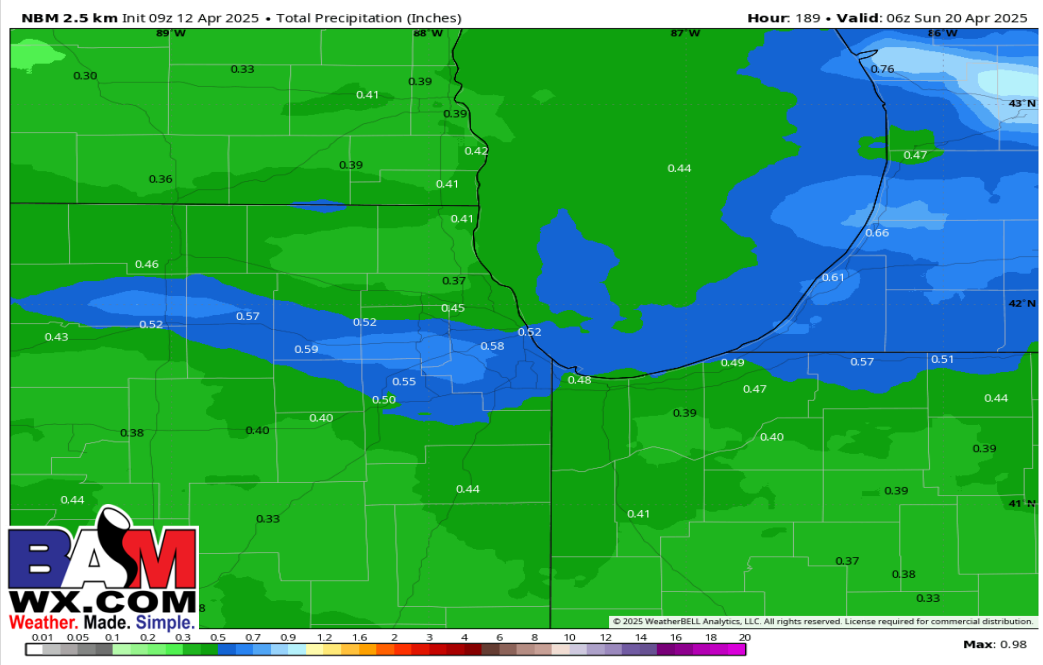 NBM 2.5 km Init 09z 12 Apr 2025 • Total Precipitation (Inches)
Hour: 189 • Valid: 06z Sun 20 Apr 2025
89°W 88°W 87°W 86°W
0.30 0.33 0.39 0.76
0.41 43°N
0.39
0.42 0.47
0.36 0.39 0.41 0.44
0.41 0.66
0.46
0.37 0.61
0.45 42°N
0.43 0.52 0.57 0.52 0.52
0.59 0.58
0.49 0.57 0.51
0.55 0.48
0.50 0.47 0.44
0.40 0.39
0.38 0.40 0.40
0.39
0.44 0.44 0.39
41°N
0.33 0.41
0.37
0.38
0.33
BAM
WX.COM
Weather. Made. Simple.
© 2025 WeatherBELL Analytics, LLC. All rights reserved. License required for commercial distribution.
0.01 0.05 0.1 0.2 0.3 0.5 0.7 0.9 1.2 1.6 2 3 4 6 8 10 12 14 16 18 20
Max: 0.98